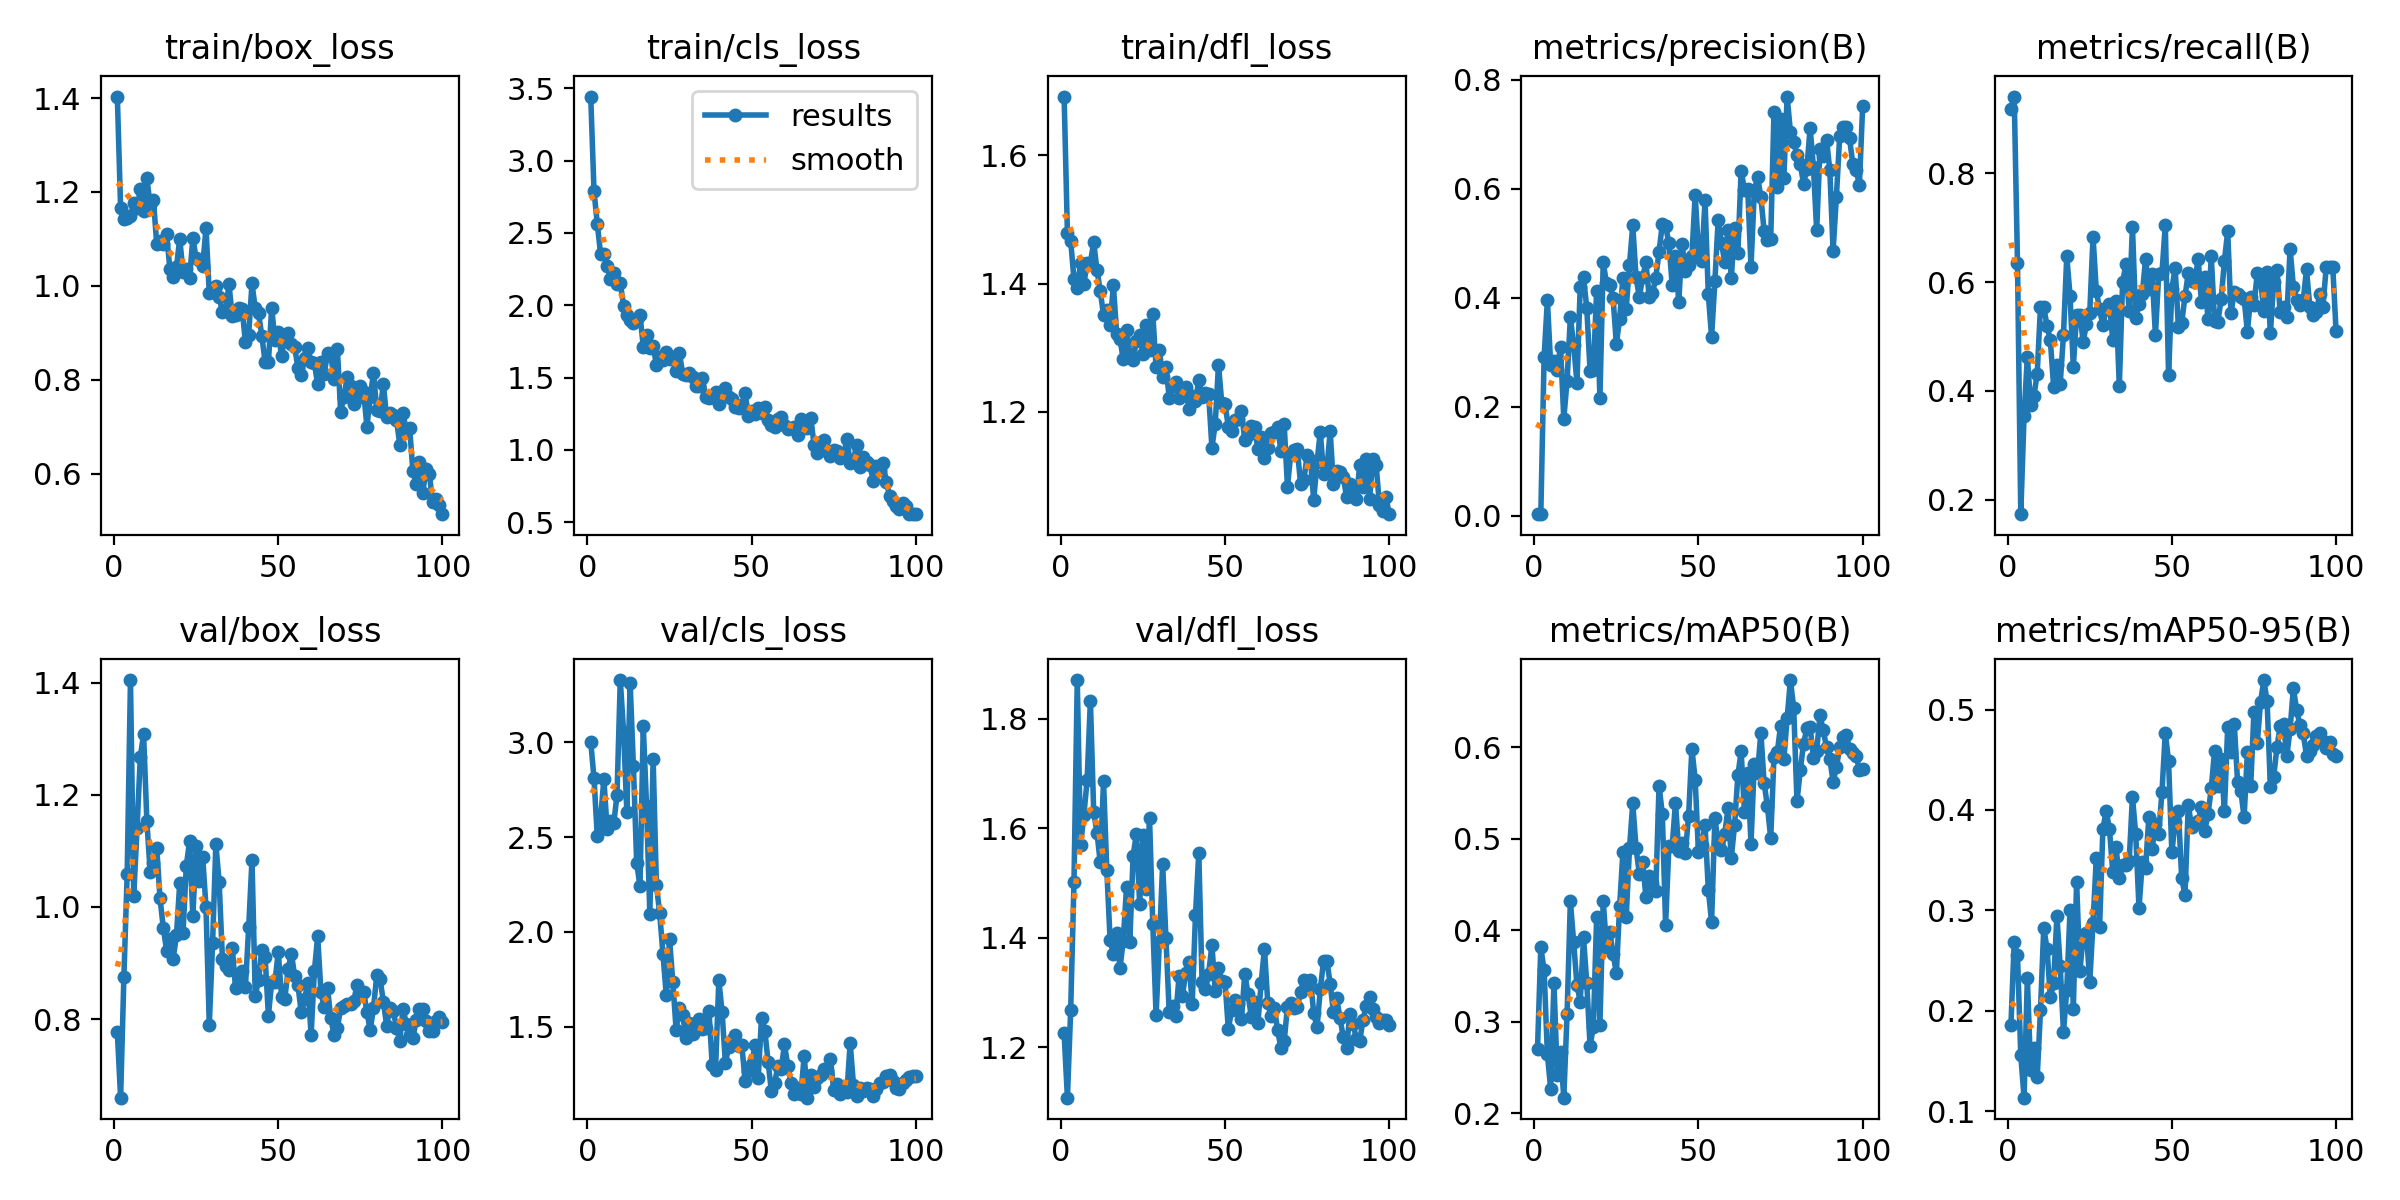 train/box_loss
1.4
1.2
1.0
0.8
0.6
0 50 100
train/cls_loss
3.5
3.0
2.5
2.0
1.5
1.0
0.5
0 50 100
results
smooth
train/dfl_loss
1.6
1.4
1.2
0 50 100
metrics/precision(B)
0.8
0.6
0.4
0.2
0.0
0 50 100
metrics/recall(B)
0.8
0.6
0.4
0.2
0 50 100
val/box_loss
1.4
1.2
1.0
0.8
0 50 100
val/cls_loss
3.0
2.5
2.0
1.5
0 50 100
val/dfl_loss
1.8
1.6
1.4
1.2
0 50 100
metrics/mAP50(B)
0.6
0.5
0.4
0.3
0.2
0 50 100
metrics/mAP50-95(B)
0.5
0.4
0.3
0.2
0.1
0 50 100